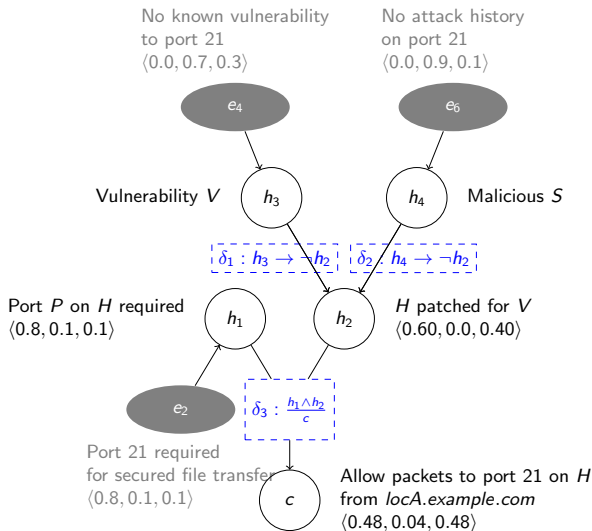 No known vulnerability
to port 21
⟨0.0, 0.7, 0.3⟩
No attack history
on port 21
⟨0.0, 0.9, 0.1⟩
e₄
e₆
Vulnerability V
h₃
h₄
Malicious S
δ₁ : h₃ → ¬h₂
δ₂ : h₄ → ¬h₂
Port P on H required
⟨0.8, 0.1, 0.1⟩
h₁
h₂
H patched for V
⟨0.60, 0.0, 0.40⟩
e₂
δ₃ : h₁∧h₂
c
Port 21 required
for secured file transfer
⟨0.8, 0.1, 0.1⟩
c
Allow packets to port 21 on H
from locA.example.com
⟨0.48, 0.04, 0.48⟩